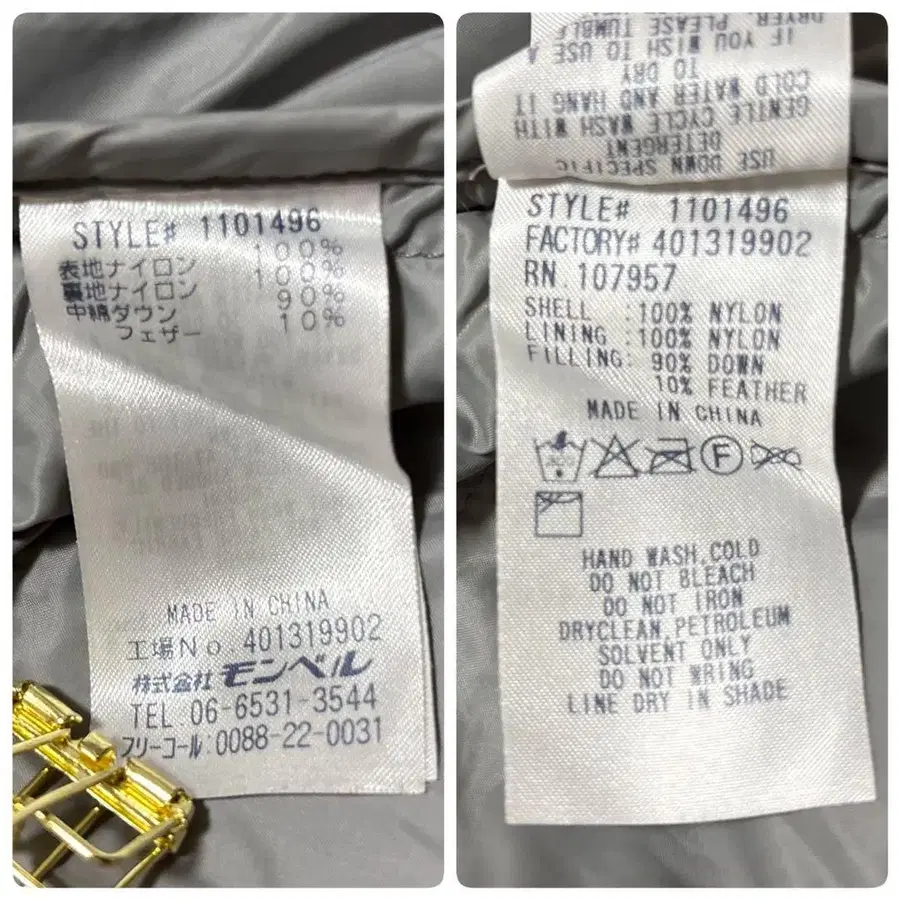 STYLE# 1101496
表地ナイロン 100%
裏地ナイロン 100%
中綿ダウン 90%
フェザー 10%
MADE IN CHINA
工場No. 401319902
株式会社 モンベル
TEL 06-6531-3544
フリーコール:0088-22-0031
USE DOWN SPECIFIC
DETERGENT
GENTLE CYCLE WASH WITH
COLD WATER AND HANG IT
TO DRY
IF YOU WISH TO USE A
DRYER, PLEASE TUMBLE
STYLE# 1101496
FACTORY# 401319902
RN. 107957
SHELL :100% NYLON
LINING :100% NYLON
FILLING: 90% DOWN
10% FEATHER
MADE IN CHINA
F
HAND WASH,COLD
DO NOT BLEACH
DO NOT IRON
DRYCLEAN,PETROLEUM
SOLVENT ONLY
DO NOT WRING
LINE DRY IN SHADE